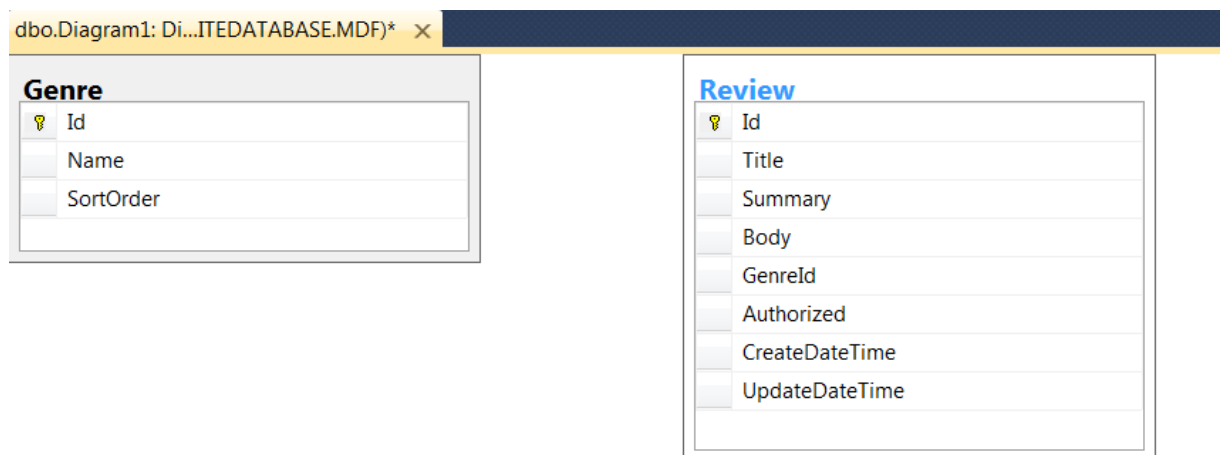 dbo.Diagram1: Di...ITEDATABASE.MDF)*
Genre
Id
Name
SortOrder
Review
Id
Title
Summary
Body
GenreId
Authorized
CreateDateTime
UpdateDateTime